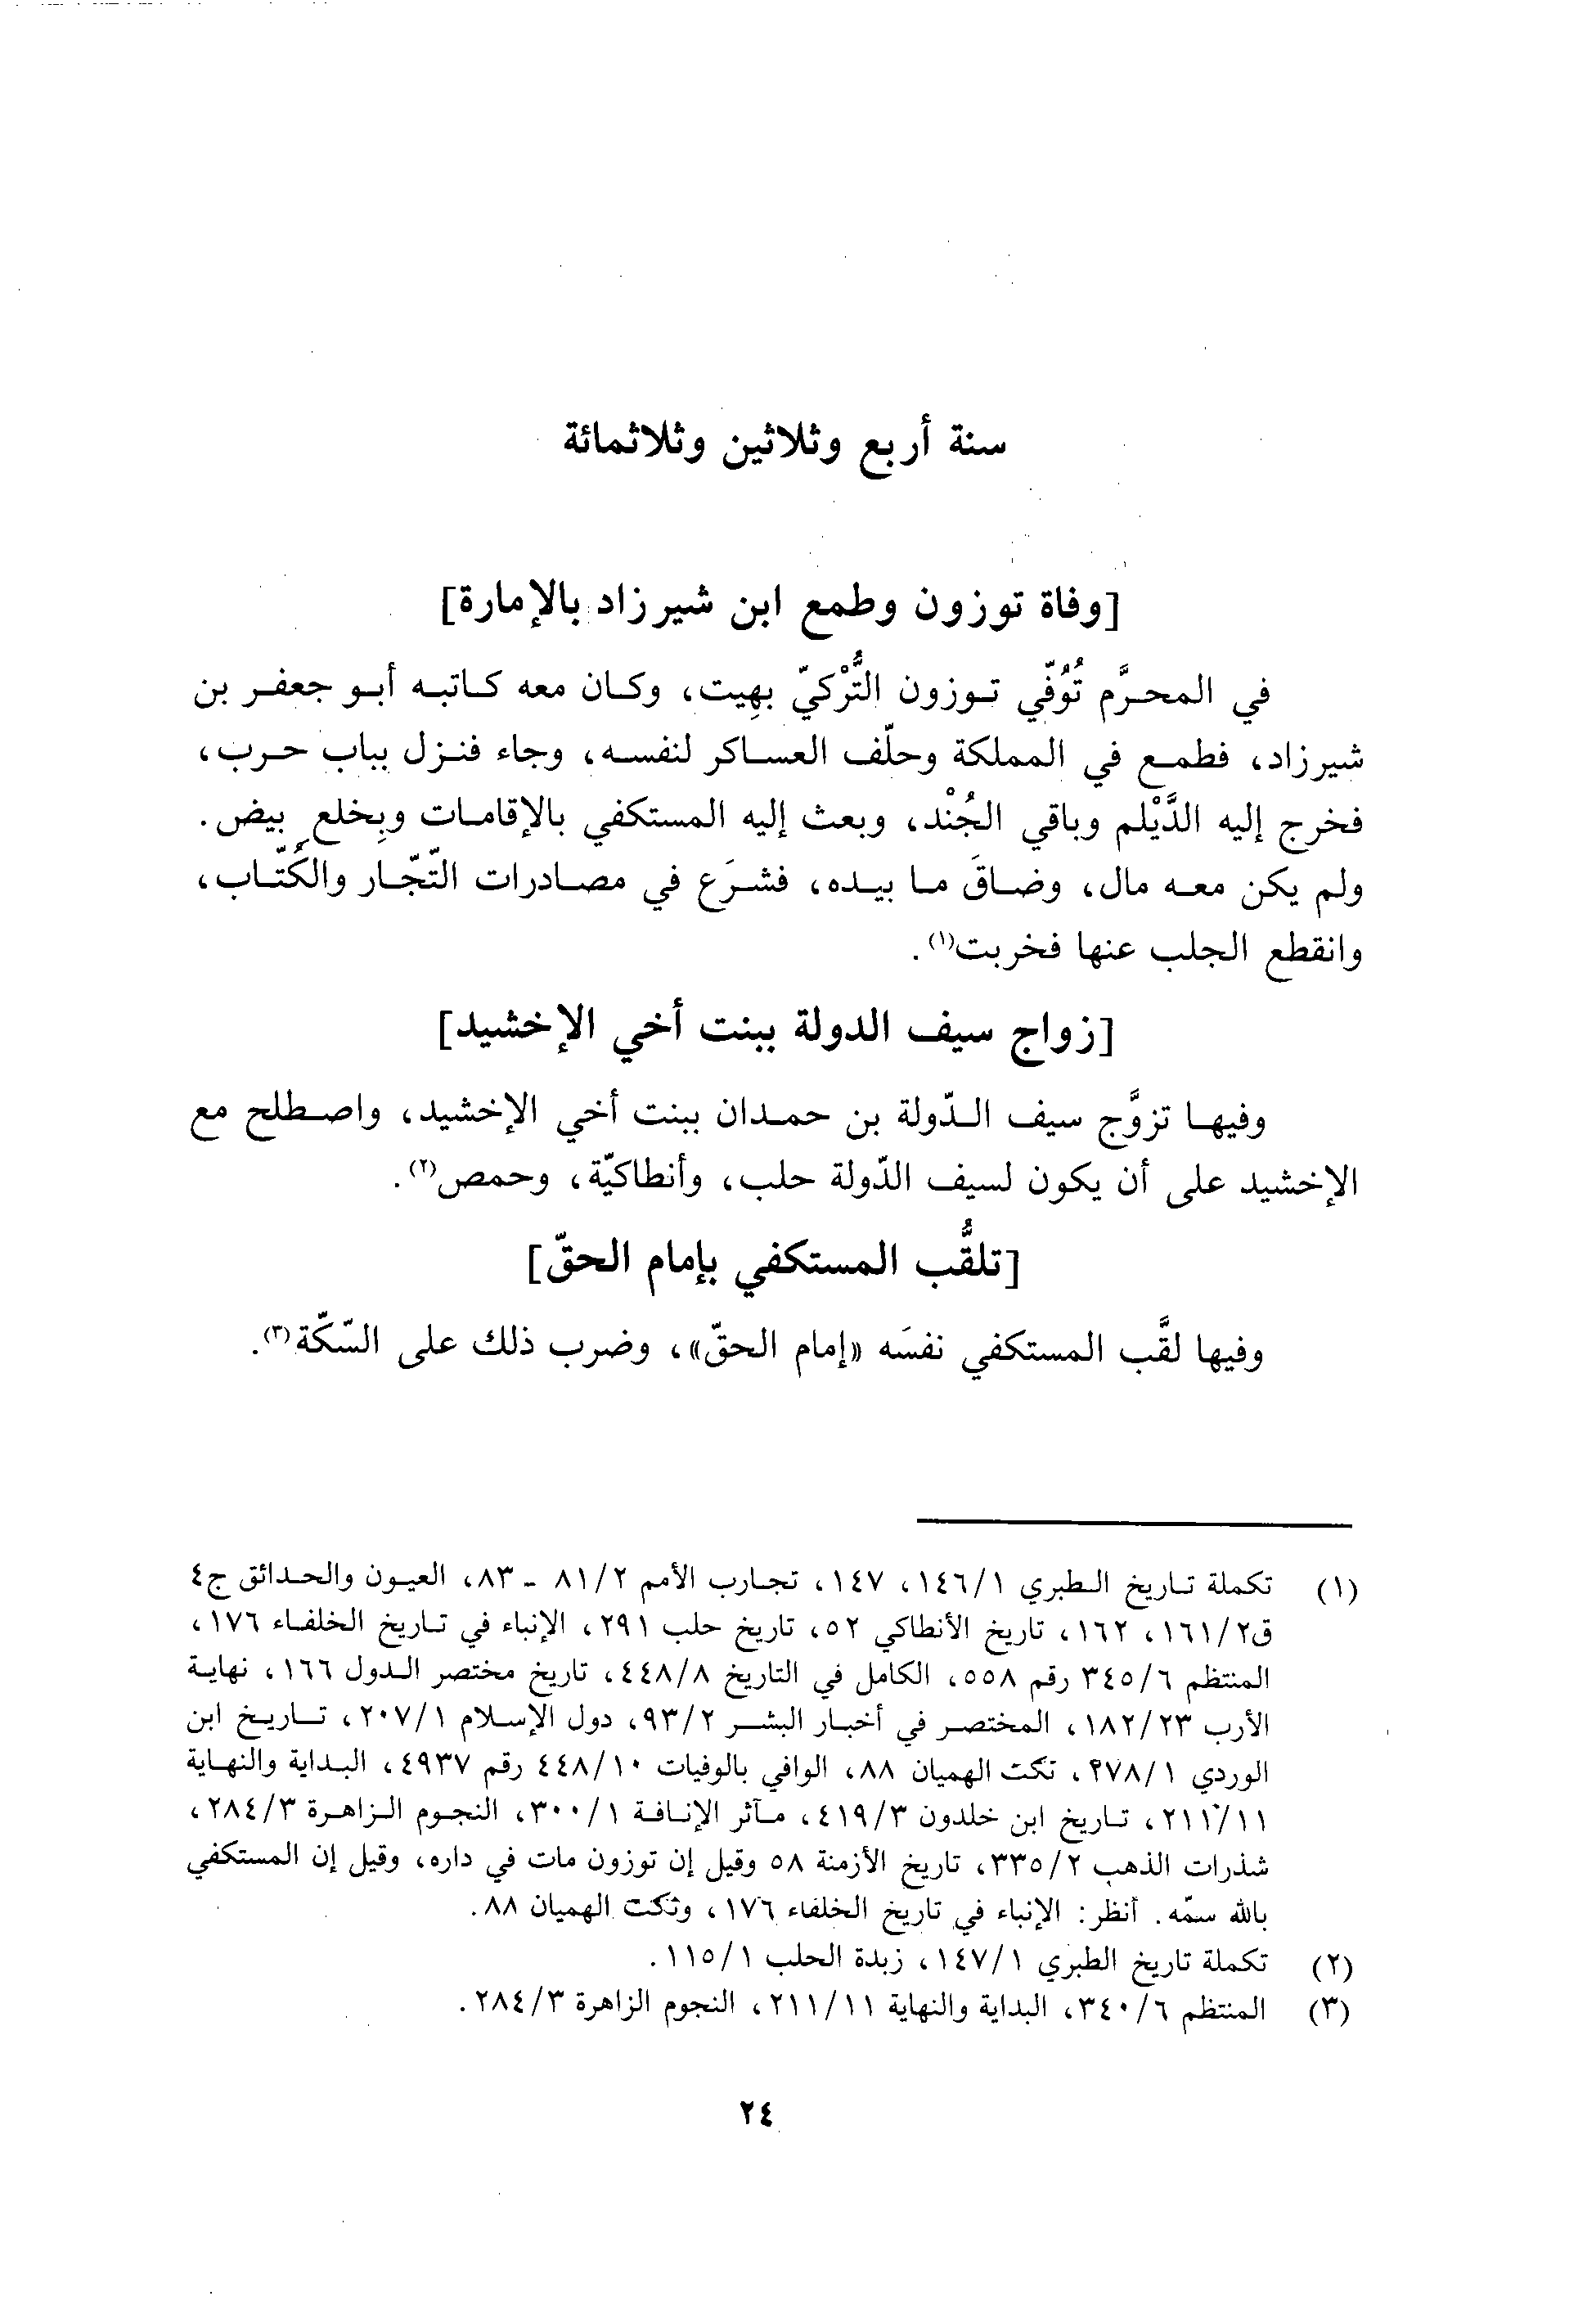 سنة أربع وثلاثين وثلاثمائة
[وفاة توزون وطمع ابن شيرزاد بالإمارة]
في المحرَّم تُوُفّي توزون التُّرْكيّ بهِيت، وكان معه كاتبه أبو جعفر بن
شيرزاد، فطمع في المملكة وحلّف العساكر لنفسه، وجاء فنزل بباب حرب،
فخرج إليه الدَّيْلم وباقي الجُنْد، وبعث إليه المستكفي بالإقامات وبِخلع بيض.
ولم يكن معه مال، وضاقَ ما بيده، فشرَع في مصادرات التّجّار والكُتّاب،
وانقطع الجلب عنها فخربت(١).
[زواج سيف الدولة ببنت أخي الإخشيد]
وفيها تزوَّج سيف الدّولة بن حمدان ببنت أخي الإخشيد، واصطلح مع
الإخشيد على أن يكون لسيف الدّولة حلب، وأنطاكيّة، وحمص(٢).
[تلقُّب المستكفي بإمام الحقّ]
وفيها لقَّب المستكفي نفسَه «إمام الحقّ»، وضرب ذلك على السّكّة(٣).
(١) تكملة تاريخ الطبري ١٤٦/١، ١٤٧، تجارب الأمم ٨١/٢ - ٨٣، العيون والحدائق ج٤
ق١٦١/٢، ١٦٢، تاريخ الأنطاكي ٥٢، تاريخ حلب ٢٩١، الإنباء في تاريخ الخلفاء ١٧٦،
المنتظم ٣٤٥/٦ رقم ٥٥٨، الكامل في التاريخ ٤٤٨/٨، تاريخ مختصر الدول ١٦٦، نهاية
الأرب ١٨٢/٢٣، المختصر في أخبار البشر ٩٣/٢، دول الإسلام ٢٠٧/١، تاريخ ابن
الوردي ٢٧٨/١، نكت الهميان ٨٨، الوافي بالوفيات ٤٤٨/١٠ رقم ٤٩٣٧، البداية والنهاية
٢١١/١١، تاريخ ابن خلدون ٤١٩/٣، مآثر الإنافة ٣٠٠/١، النجوم الزاهرة ٢٨٤/٣،
شذرات الذهب ٣٣٥/٢، تاريخ الأزمنة ٥٨ وقيل إن توزون مات في داره، وقيل إن المستكفي
بالله سمّه. أنظر: الإنباء في تاريخ الخلفاء ١٧٦، ونكت الهميان ٨٨.
(٢) تكملة تاريخ الطبري ١٤٧/١، زبدة الحلب ١١٥/١.
(٣) المنتظم ٣٤٠/٦، البداية والنهاية ٢١١/١١، النجوم الزاهرة ٢٨٤/٣.
٢٤